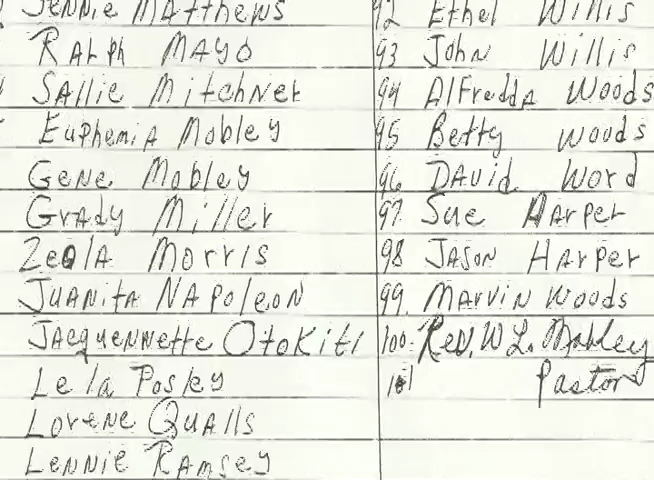 Jennie Matthews
Ralph Mayo
Sallie Mitchner
Euphemia Mobley
Gene Mobley
Grady Miller
Zeola Morris
Juanita Napoleon
Jacquennette Otokiti
Lela Posley
Lorene Qualls
Lennie Ramsey
92 Ethel Willis
93 John Willis
94 Alfredda Woods
95 Betty Woods
96 David Word
97. Sue Harper
98 Jason Harper
99. Marvin Woods
100. Rev. W L. Mobley
101 Pastor